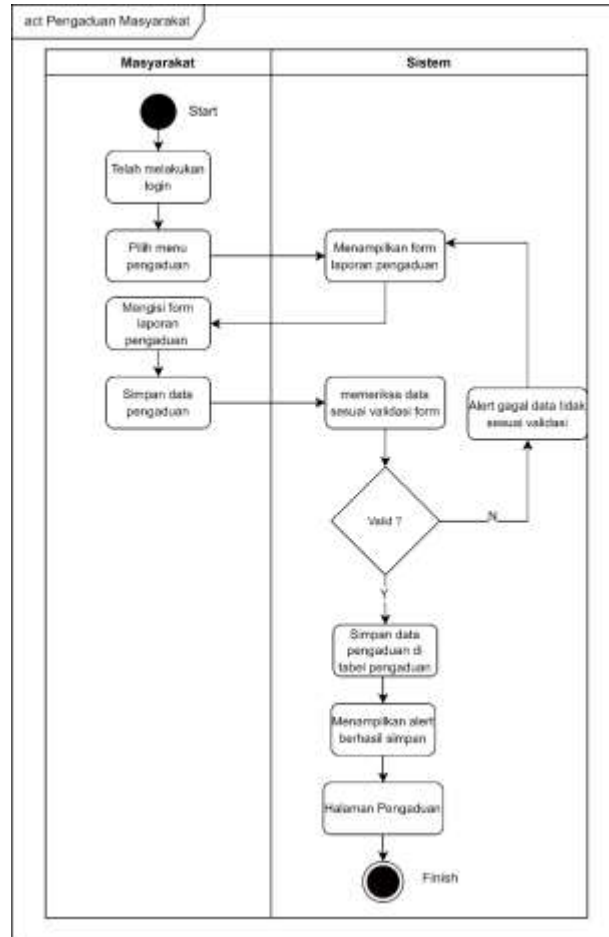 act Pengaduan Masyarakat
Masyarakat
Sistem
Start
Telah melakukan
login
Pilih menu
pengaduan
Menampilkan form
laporan pengaduan
Mengisi form
laporan
pengaduan
Simpan data
pengaduan
memeriksa data
sesuai validasi form
Alert gagal data tidak
sesuai validasi
Valid ?
N
Y
Simpan data
pengaduan di
tabel pengaduan
Menampilkan alert
berhasil simpan
Halaman Pengaduan
Finish